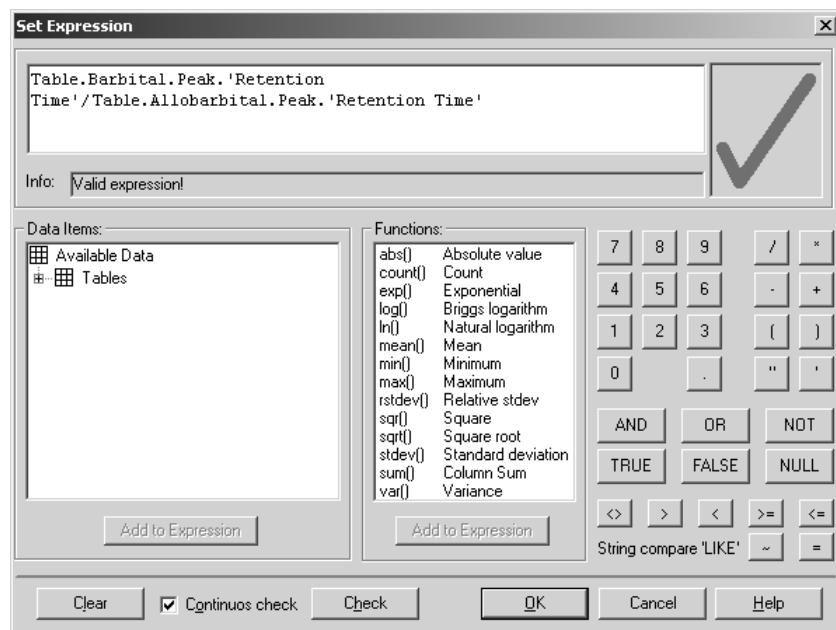 Set Expression
Table.Barbital.Peak.'Retention
Time'/Table.Allobarbital.Peak.'Retention Time'
Info: Valid expression!
Data Items:
Available Data
Tables
Add to Expression
Functions:
abs() Absolute value
count() Count
exp() Exponential
log() Briggs logarithm
ln() Natural logarithm
mean() Mean
min() Minimum
max() Maximum
rstdev() Relative stdev
sqr() Square
sqrt() Square root
stdev() Standard deviation
sum() Column Sum
var() Variance
Add to Expression
7 8 9 / *
4 5 6 - +
1 2 3 ( )
0 . " '
AND OR NOT
TRUE FALSE NULL
<> > < >= <=
String compare 'LIKE' ~ =
Clear Continuos check Check OK Cancel Help